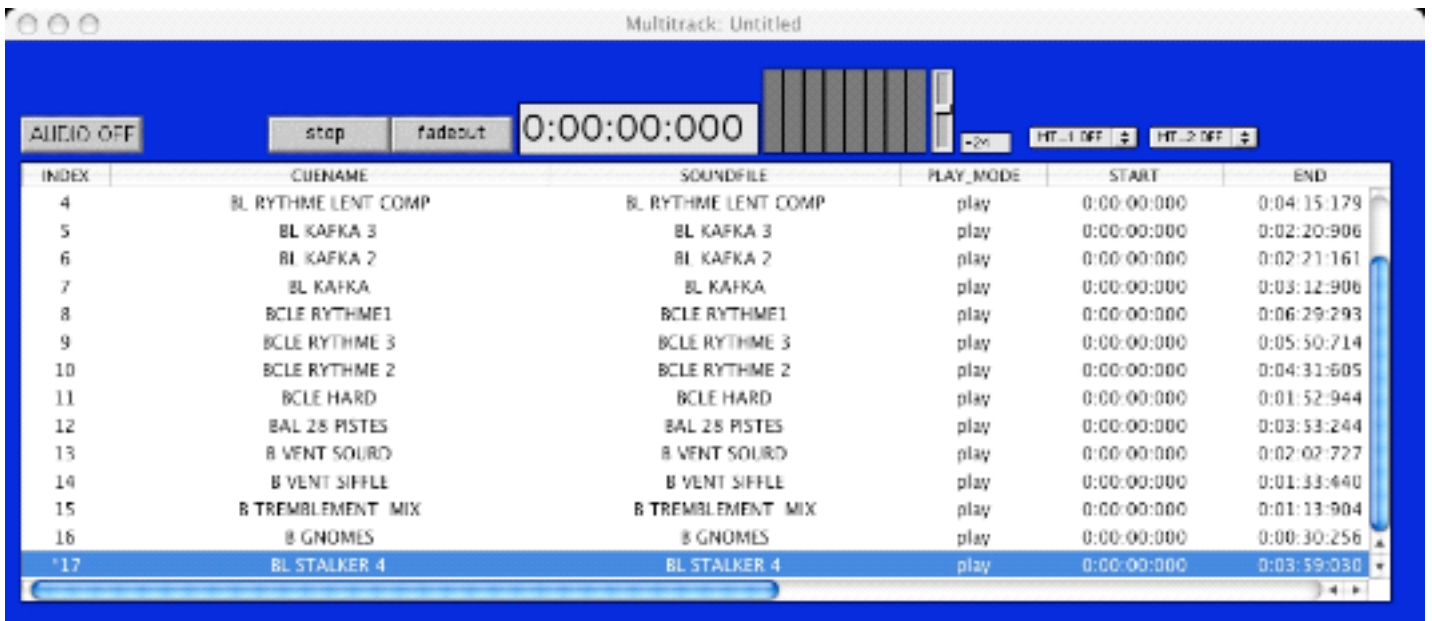 Multitrack: Untitled
AUDIO OFF stop fadeout 0:00:00:000 -24 MT_1 OFF MT_2 OFF
INDEX CUENAME SOUNDFILE PLAY_MODE START END
4 BL RYTHME LENT COMP BL RYTHME LENT COMP play 0:00:00:000 0:04:15:179
5 BL KAFKA 3 BL KAFKA 3 play 0:00:00:000 0:02:20:906
6 BL KAFKA 2 BL KAFKA 2 play 0:00:00:000 0:02:21:161
7 BL KAFKA BL KAFKA play 0:00:00:000 0:03:12:906
8 BCLE RYTHME1 BCLE RYTHME1 play 0:00:00:000 0:06:29:293
9 BCLE RYTHME 3 BCLE RYTHME 3 play 0:00:00:000 0:05:50:714
10 BCLE RYTHME 2 BCLE RYTHME 2 play 0:00:00:000 0:04:31:605
11 BCLE HARD BCLE HARD play 0:00:00:000 0:01:52:944
12 BAL 28 PISTES BAL 28 PISTES play 0:00:00:000 0:03:53:244
13 B VENT SOURD B VENT SOURD play 0:00:00:000 0:02:02:727
14 B VENT SIFFLE B VENT SIFFLE play 0:00:00:000 0:01:33:440
15 B TREMBLEMENT MIX B TREMBLEMENT MIX play 0:00:00:000 0:01:13:904
16 B GNOMES B GNOMES play 0:00:00:000 0:00:30:256
*17 BL STALKER 4 BL STALKER 4 play 0:00:00:000 0:03:59:030